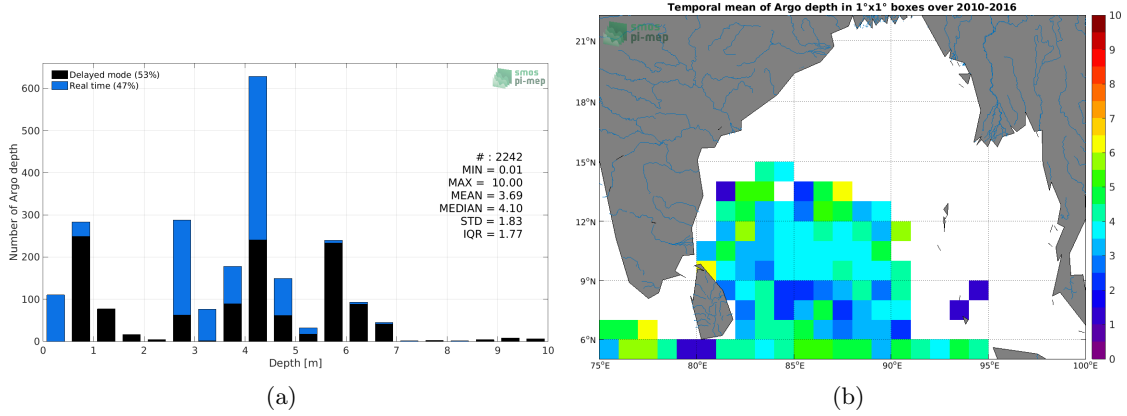 Delayed mode (53%)
Real time (47%)
smos
pi-mep
# : 2242
MIN = 0.01
MAX = 10.00
MEAN = 3.69
MEDIAN = 4.10
STD = 1.83
IQR = 1.77
Number of Argo depth
600
500
400
300
200
100
0
0 1 2 3 4 5 6 7 8 9 10
Depth [m]
(a)
Temporal mean of Argo depth in 1°x1° boxes over 2010-2016
smos
pi-mep
21°N
18°N
15°N
12°N
9°N
6°N
75°E 80°E 85°E 90°E 95°E 100°E
10
9
8
7
6
5
4
3
2
1
0
(b)